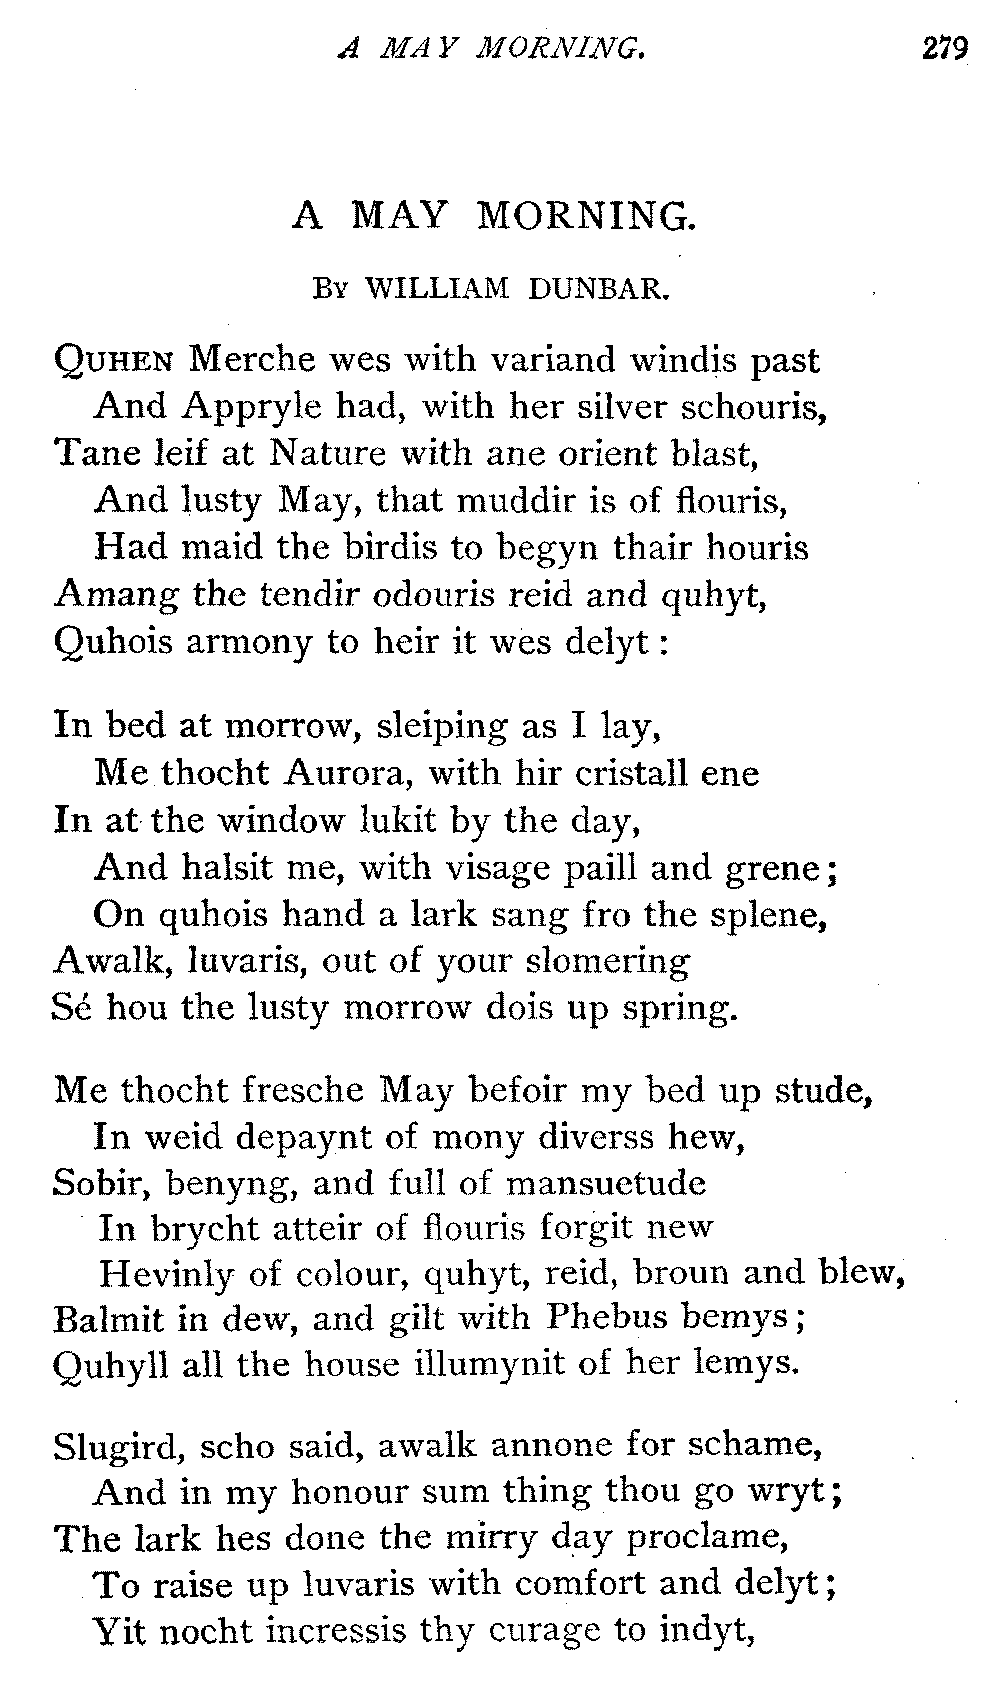 A MAY MORNING. 279
A MAY MORNING.
By WILLIAM DUNBAR.
QUHEN Merche wes with variand windis past
And Appryle had, with her silver schouris,
Tane leif at Nature with ane orient blast,
And lusty May, that muddir is of flouris,
Had maid the birdis to begyn thair houris
Amang the tendir odouris reid and quhyt,
Quhois armony to heir it wes delyt :
In bed at morrow, sleiping as I lay,
Me thocht Aurora, with hir cristall ene
In at the window lukit by the day,
And halsit me, with visage paill and grene;
On quhois hand a lark sang fro the splene,
Awalk, luvaris, out of your slomering
Sé hou the lusty morrow dois up spring.
Me thocht fresche May befoir my bed up stude,
In weid depaynt of mony diverss hew,
Sobir, benyng, and full of mansuetude
In brycht atteir of flouris forgit new
Hevinly of colour, quhyt, reid, broun and blew,
Balmit in dew, and gilt with Phebus bemys;
Quhyll all the house illumynit of her lemys.
Slugird, scho said, awalk annone for schame,
And in my honour sum thing thou go wryt;
The lark hes done the mirry day proclame,
To raise up luvaris with comfort and delyt;
Yit nocht incressis thy curage to indyt,